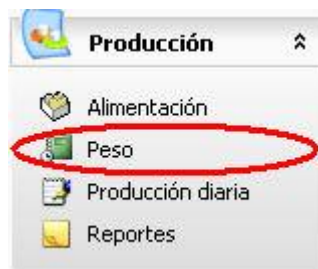 Producción
Alimentación
Peso
Producción diaria
Reportes